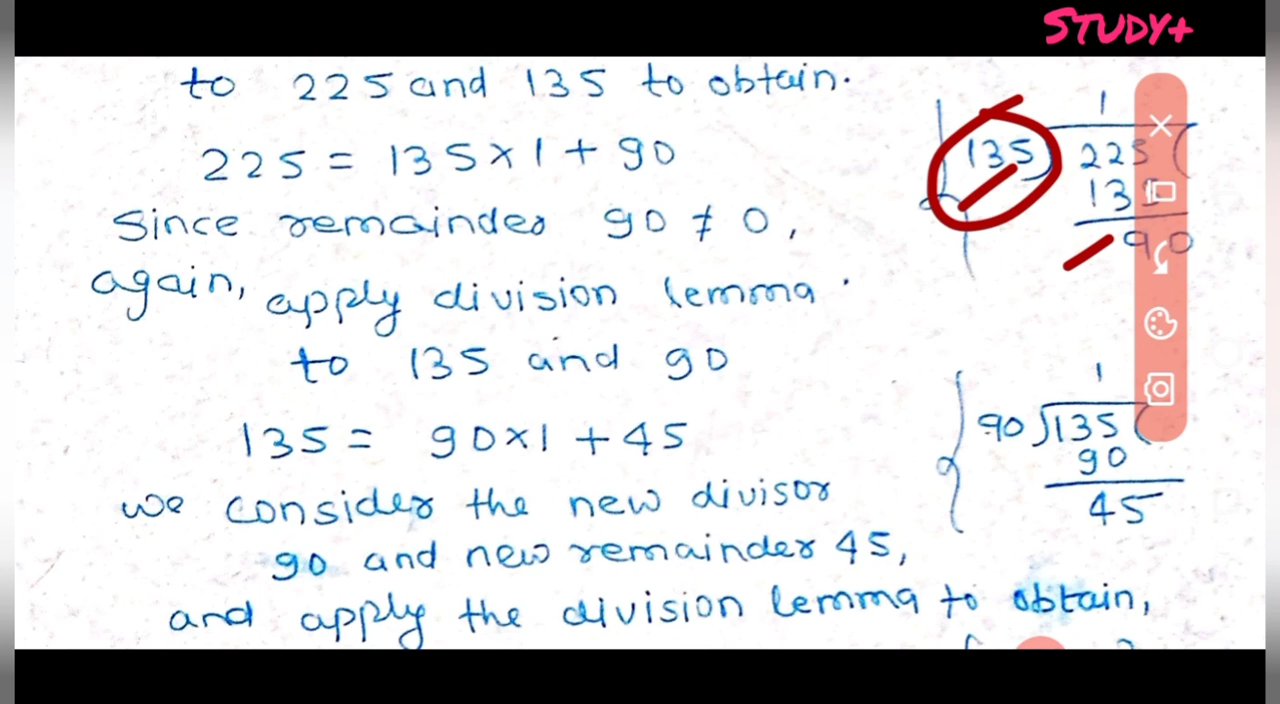 STUDY+
to 225 and 135 to obtain.
225 = 135×1 + 90
Since remainder 90 ≠ 0,
again, apply division lemma.
to 135 and 90
135 = 90×1 + 45
we consider the new divisor
90 and new remainder 45,
and apply the division lemma to obtain,
1
135) 225 (
135
90
1
90) 135 (
90
45